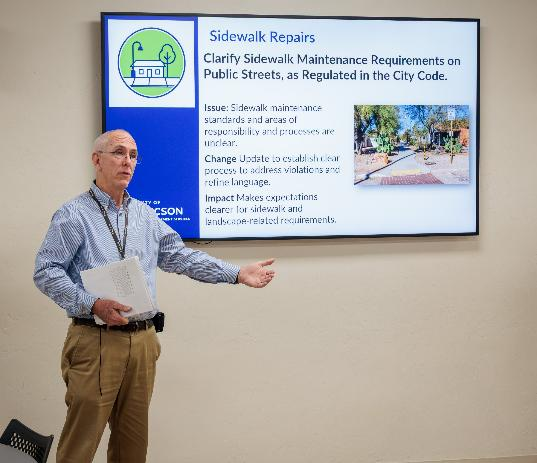 Sidewalk Repairs
Clarify Sidewalk Maintenance Requirements on
Public Streets, as Regulated in the City Code.
Issue: Sidewalk maintenance
standards and areas of
responsibility and processes are
unclear.
Change Update to establish clear
process to address violations and
refine language.
Impact Makes expectations
clearer for sidewalk and
landscape-related requirements.
Y OF
CSON